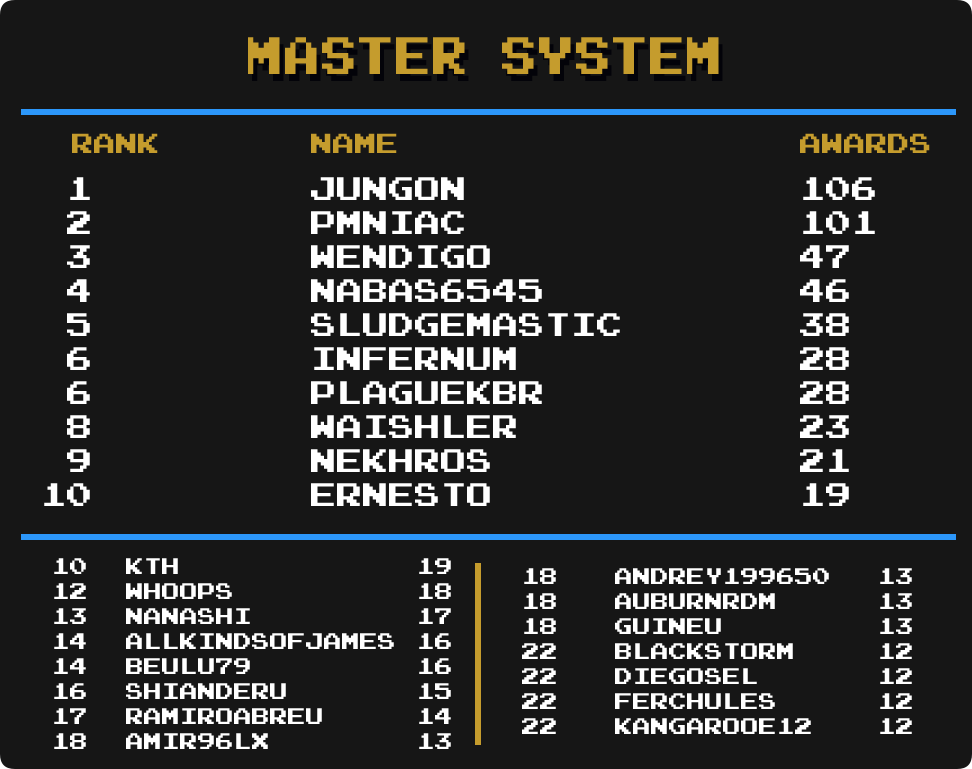 MASTER SYSTEM
RANK NAME AWARDS
1 JUNGON 106
2 PMNIAC 101
3 WENDIGO 47
4 NABAS6545 46
5 SLUDGEMASTIC 38
6 INFERNUM 28
6 PLAGUEKBR 28
8 WAISHLER 23
9 NEKHROS 21
10 ERNESTO 19
10 KTH 19
12 WHOOPS 18
13 NANASHI 17
14 ALLKINDSOFJAMES 16
14 BEULU79 16
16 SHIANDERU 15
17 RAMIROABREU 14
18 AMIR96LX 13
18 ANDREY199650 13
18 AUBURNRDM 13
18 GUINEU 13
22 BLACKSTORM 12
22 DIEGOSEL 12
22 FERCHULES 12
22 KANGAROOE12 12